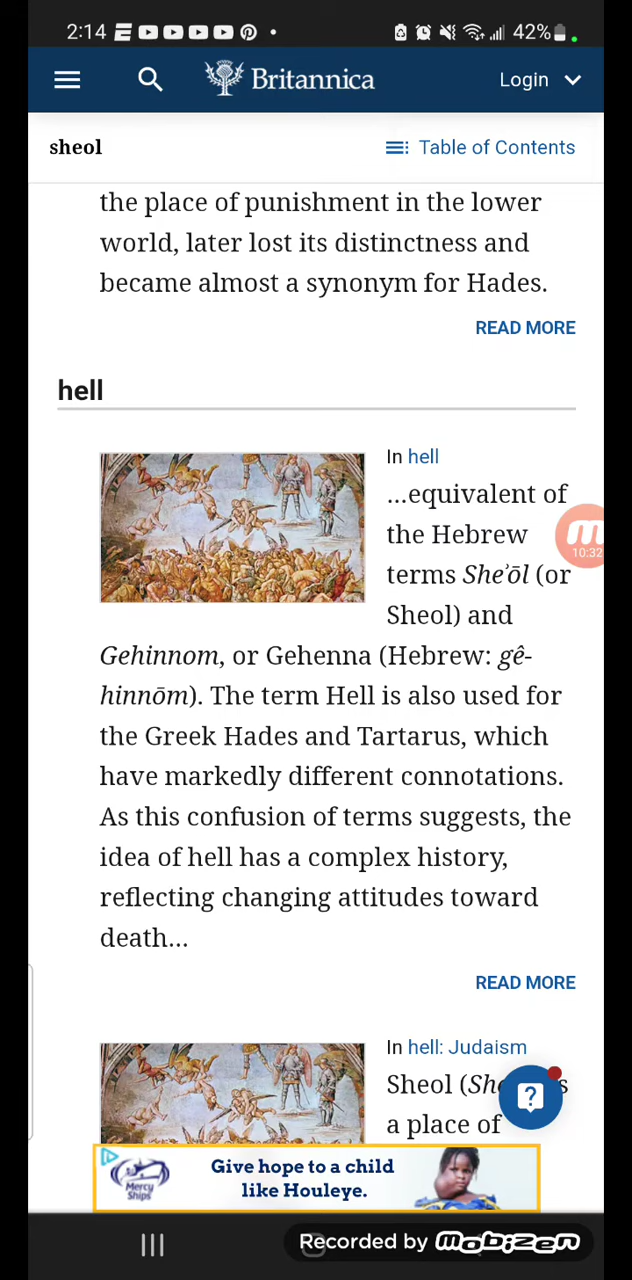 2:14 42%
Britannica Login
sheol Table of Contents
the place of punishment in the lower
world, later lost its distinctness and
became almost a synonym for Hades.
READ MORE
hell
In hell
...equivalent of
the Hebrew
terms Sheʾōl (or
10:32
Sheol) and
Gehinnom, or Gehenna (Hebrew: gê-
hinnōm). The term Hell is also used for
the Greek Hades and Tartarus, which
have markedly different connotations.
As this confusion of terms suggests, the
idea of hell has a complex history,
reflecting changing attitudes toward
death...
READ MORE
In hell: Judaism
Sheol (
a place of
Mercy
Ships
Give hope to a child
like Houleye.
Recorded by mobizen